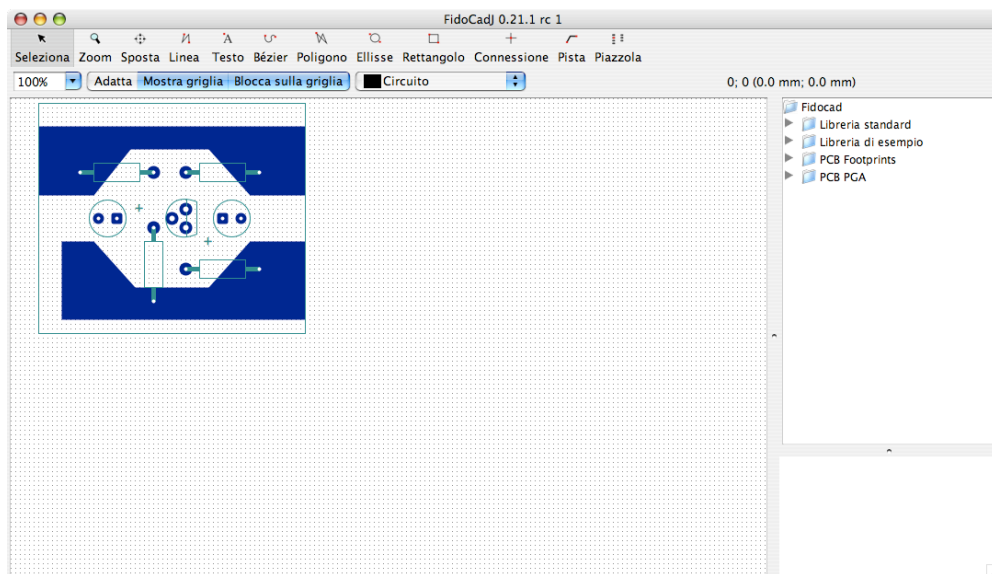 FidoCadJ 0.21.1 rc 1
Seleziona Zoom Sposta Linea Testo Bézier Poligono Ellisse Rettangolo Connessione Pista Piazzola
100% Adatta Mostra griglia Blocca sulla griglia Circuito 0; 0 (0.0 mm; 0.0 mm)
Fidocad
Libreria standard
Libreria di esempio
PCB Footprints
PCB PGA